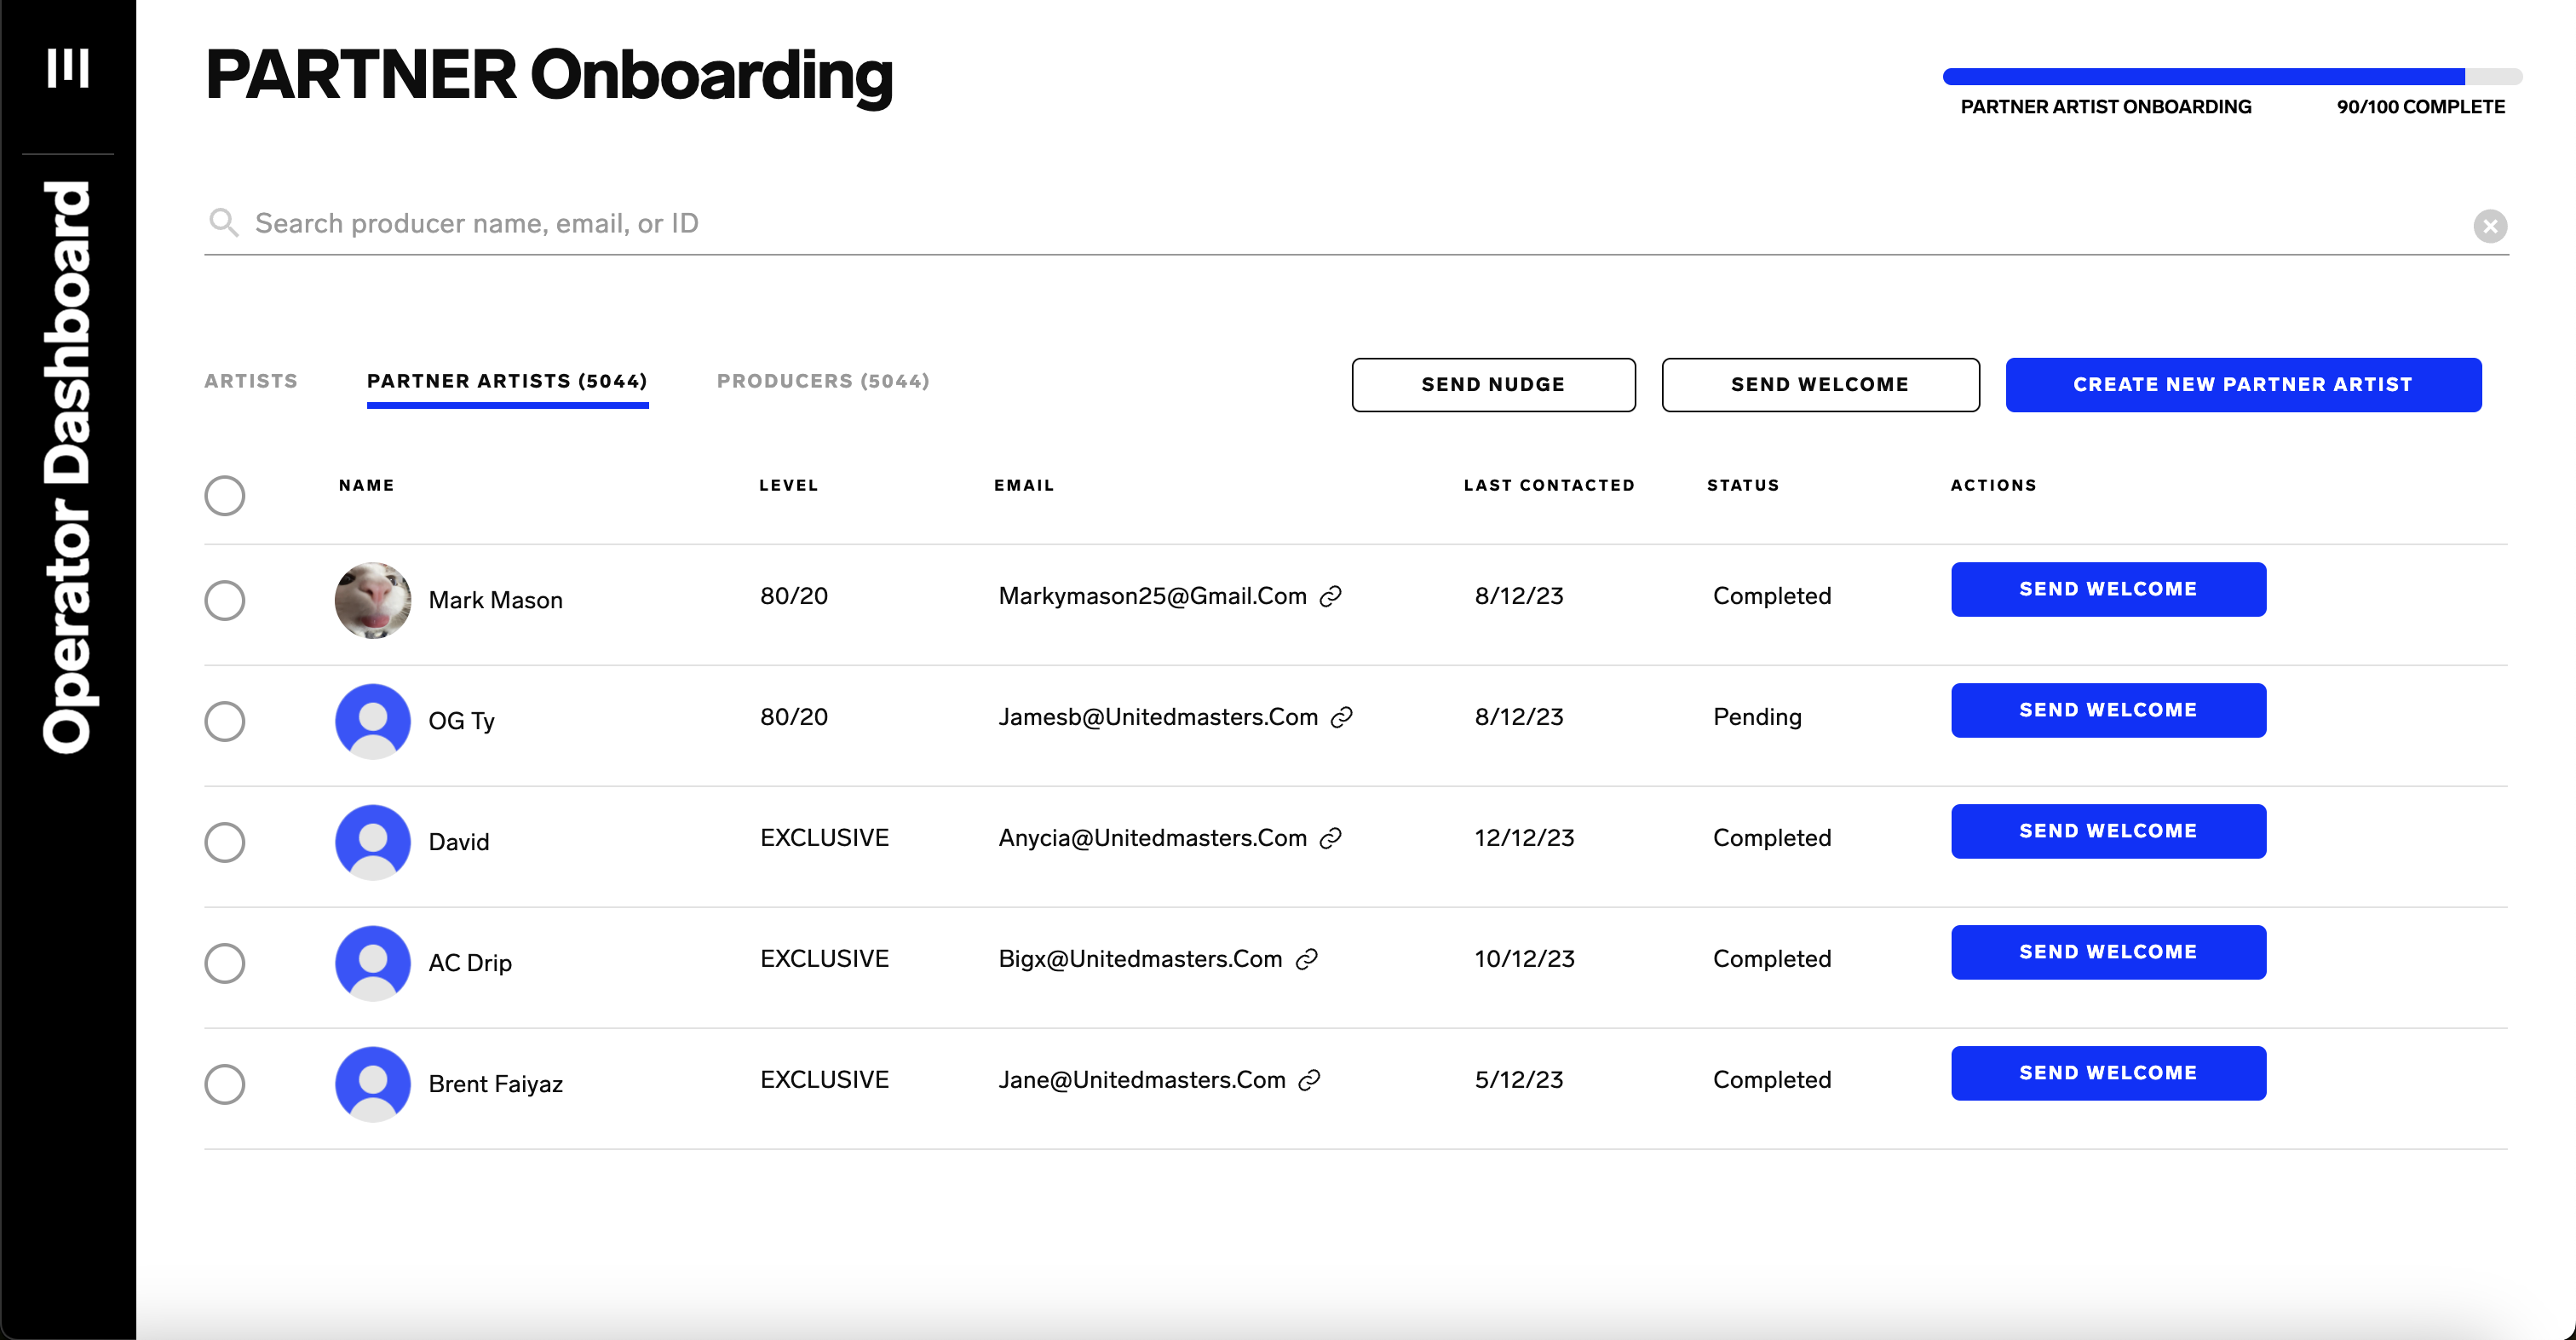 Operator Dashboard
PARTNER Onboarding
PARTNER ARTIST ONBOARDING 90/100 COMPLETE
Search producer name, email, or ID
ARTISTS PARTNER ARTISTS (5044) PRODUCERS (5044) SEND NUDGE SEND WELCOME CREATE NEW PARTNER ARTIST
NAME LEVEL EMAIL LAST CONTACTED STATUS ACTIONS
Mark Mason 80/20 Markymason25@Gmail.Com 8/12/23 Completed SEND WELCOME
OG Ty 80/20 Jamesb@Unitedmasters.Com 8/12/23 Pending SEND WELCOME
David EXCLUSIVE Anycia@Unitedmasters.Com 12/12/23 Completed SEND WELCOME
AC Drip EXCLUSIVE Bigx@Unitedmasters.Com 10/12/23 Completed SEND WELCOME
Brent Faiyaz EXCLUSIVE Jane@Unitedmasters.Com 5/12/23 Completed SEND WELCOME